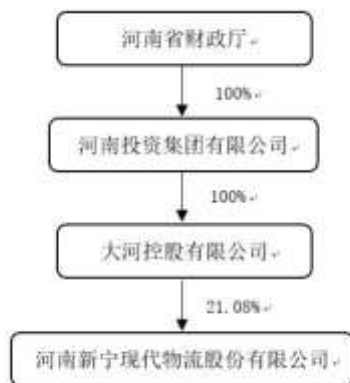 河南省财政厅
100%
河南投资集团有限公司
100%
大河控股有限公司
21.08%
河南新宁现代物流股份有限公司